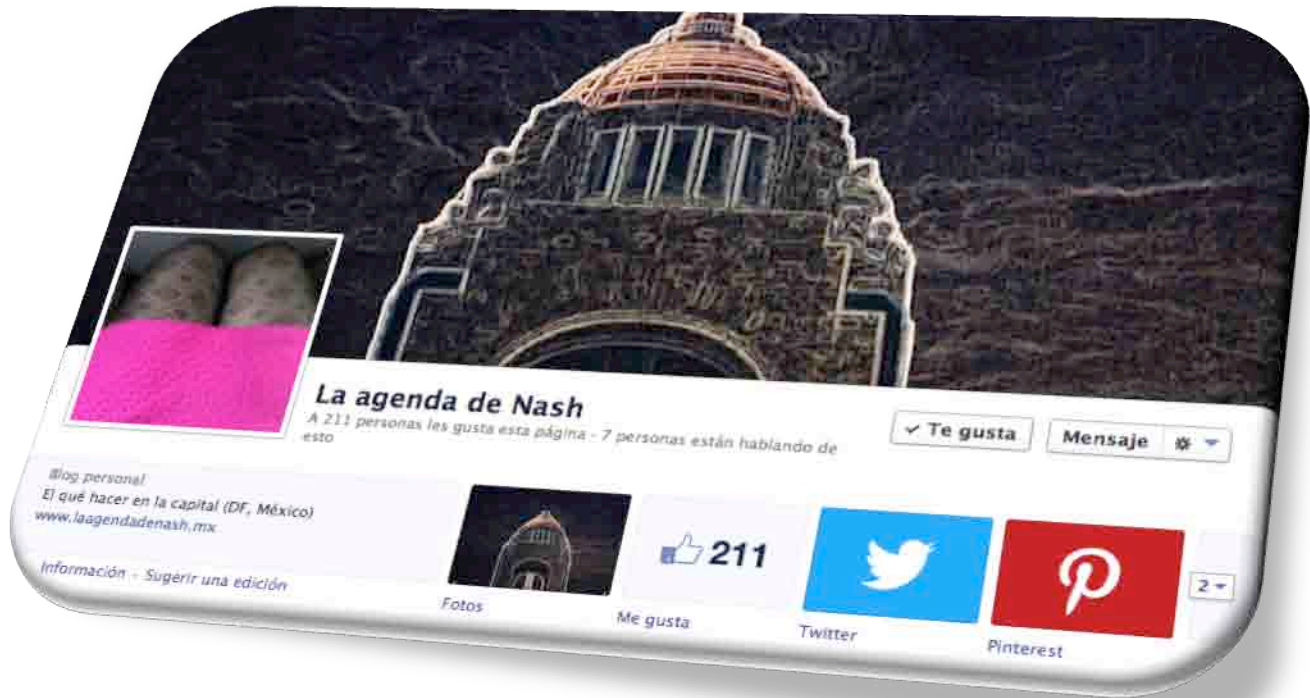 La agenda de Nash
A 211 personas les gusta esta página · 7 personas están hablando de
esto
✓ Te gusta
Mensaje
Blog personal
El qué hacer en la capital (DF, México)
www.laagendadenash.mx
Información · Sugerir una edición
Fotos
211
Me gusta
Twitter
Pinterest
2